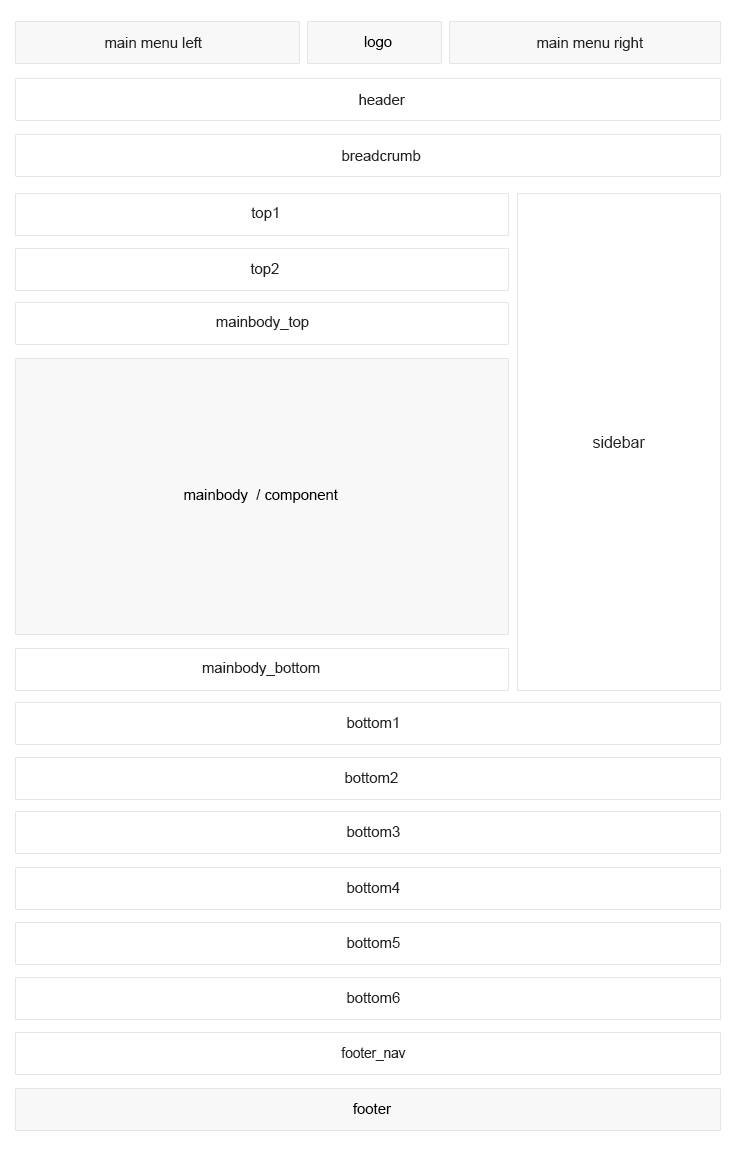 main menu left
logo
main menu right
header
breadcrumb
top1
top2
mainbody_top
mainbody  / component
sidebar
mainbody_bottom
bottom1
bottom2
bottom3
bottom4
bottom5
bottom6
footer_nav
footer